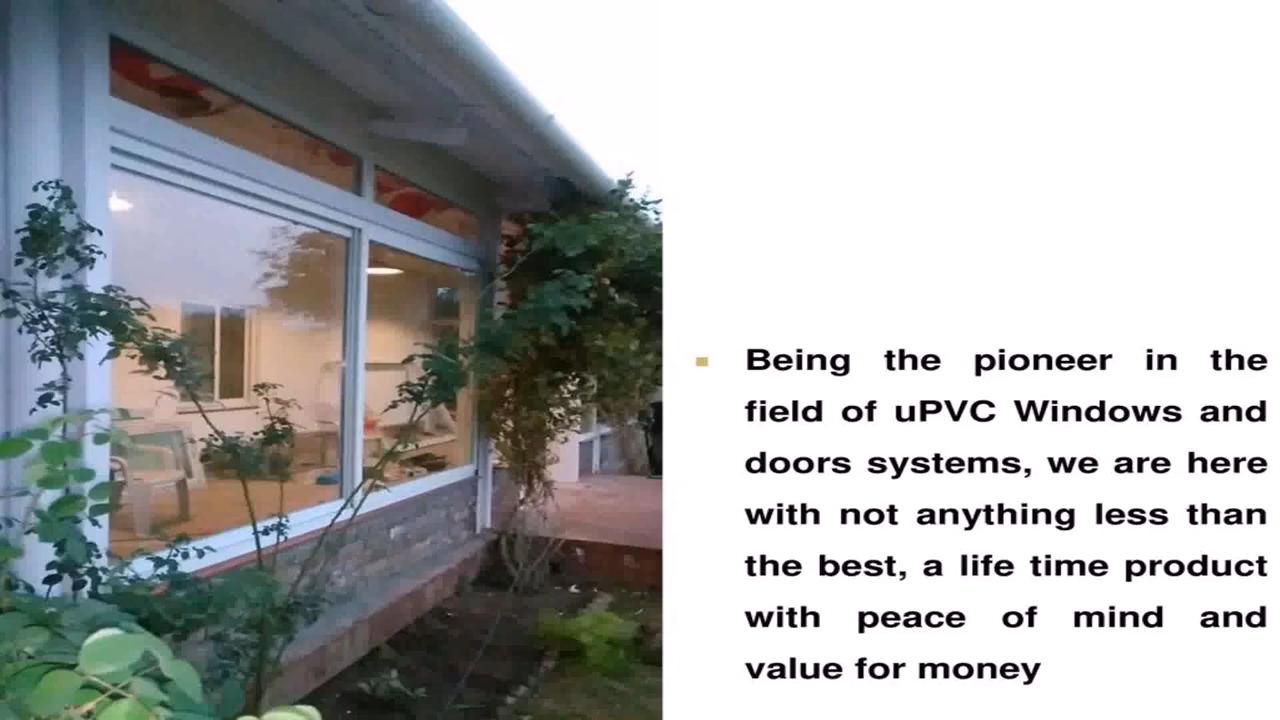 Being the pioneer in the
field of uPVC Windows and
doors systems, we are here
with not anything less than
the best, a life time product
with peace of mind and
value for money